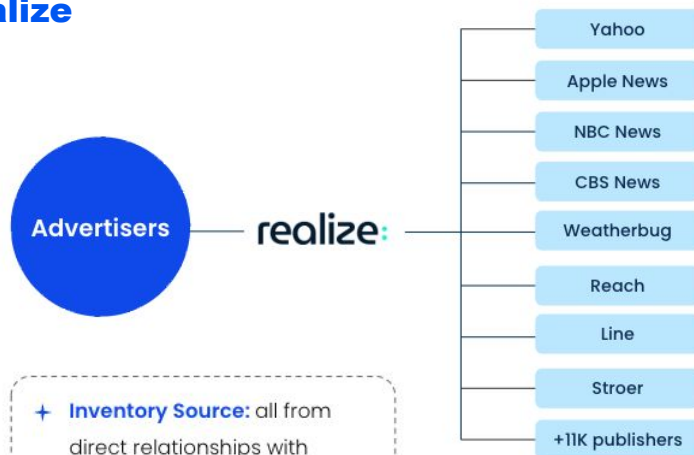 alize
Advertisers
realize:
Yahoo
Apple News
NBC News
CBS News
Weatherbug
Reach
Line
Stroer
+11K publishers
Inventory Source: all from
direct relationships with